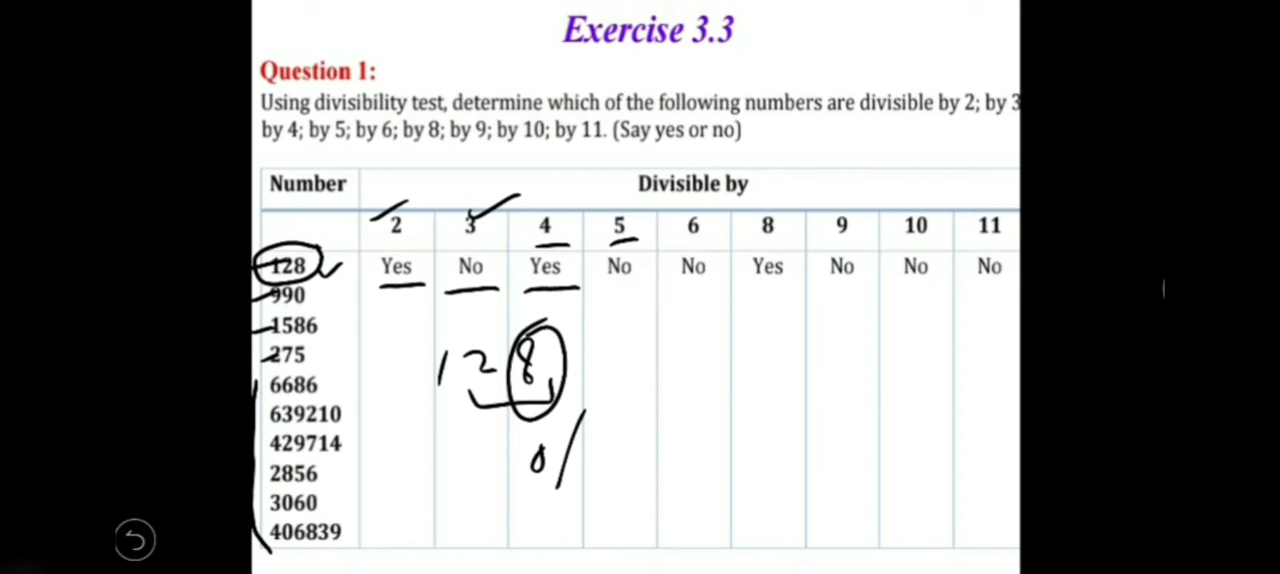 Exercise 3.3
Question 1:
Using divisibility test, determine which of the following numbers are divisible by 2; by 3
by 4; by 5; by 6; by 8; by 9; by 10; by 11. (Say yes or no)
Number Divisible by
2 3 4 5 6 8 9 10 11
128 Yes No Yes No No Yes No No No
990
1586
275
128
6686
639210
429714
0/
2856
3060
406839